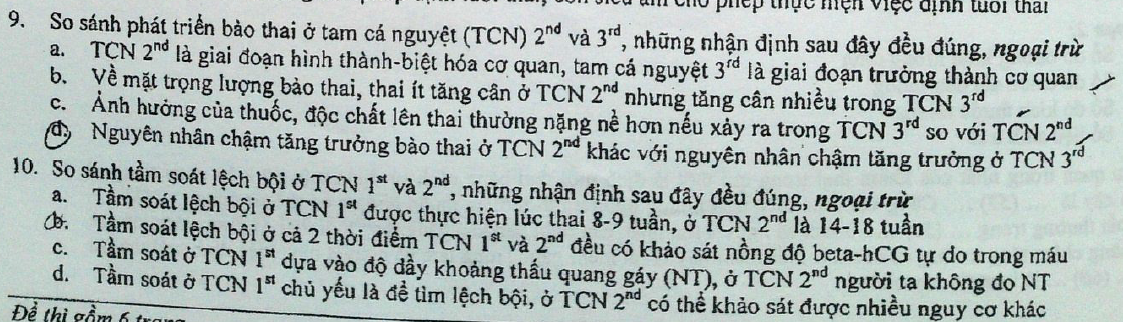 phép thực hiện việc định tuổi thai
9. So sánh phát triển bào thai ở tam cá nguyệt (TCN) 2nd và 3rd, những nhận định sau đây đều đúng, ngoại trừ
a. TCN 2nd là giai đoạn hình thành-biệt hóa cơ quan, tam cá nguyệt 3rd là giai đoạn trưởng thành cơ quan
b. Về mặt trọng lượng bào thai, thai ít tăng cân ở TCN 2nd nhưng tăng cân nhiều trong TCN 3rd
c. Ảnh hưởng của thuốc, độc chất lên thai thường nặng nề hơn nếu xảy ra trong TCN 3rd so với TCN 2nd
d. Nguyên nhân chậm tăng trưởng bào thai ở TCN 2nd khác với nguyên nhân chậm tăng trưởng ở TCN 3rd
10. So sánh tầm soát lệch bội ở TCN 1st và 2nd, những nhận định sau đây đều đúng, ngoại trừ
a. Tầm soát lệch bội ở TCN 1st được thực hiện lúc thai 8-9 tuần, ở TCN 2nd là 14-18 tuần
b. Tầm soát lệch bội ở cả 2 thời điểm TCN 1st và 2nd đều có khảo sát nồng độ beta-hCG tự do trong máu
c. Tầm soát ở TCN 1st dựa vào độ dầy khoảng thấu quang gáy (NT), ở TCN 2nd người ta không đo NT
d. Tầm soát ở TCN 1st chủ yếu là để tìm lệch bội, ở TCN 2nd có thể khảo sát được nhiều nguy cơ khác
Đề thi gồm 6 trang